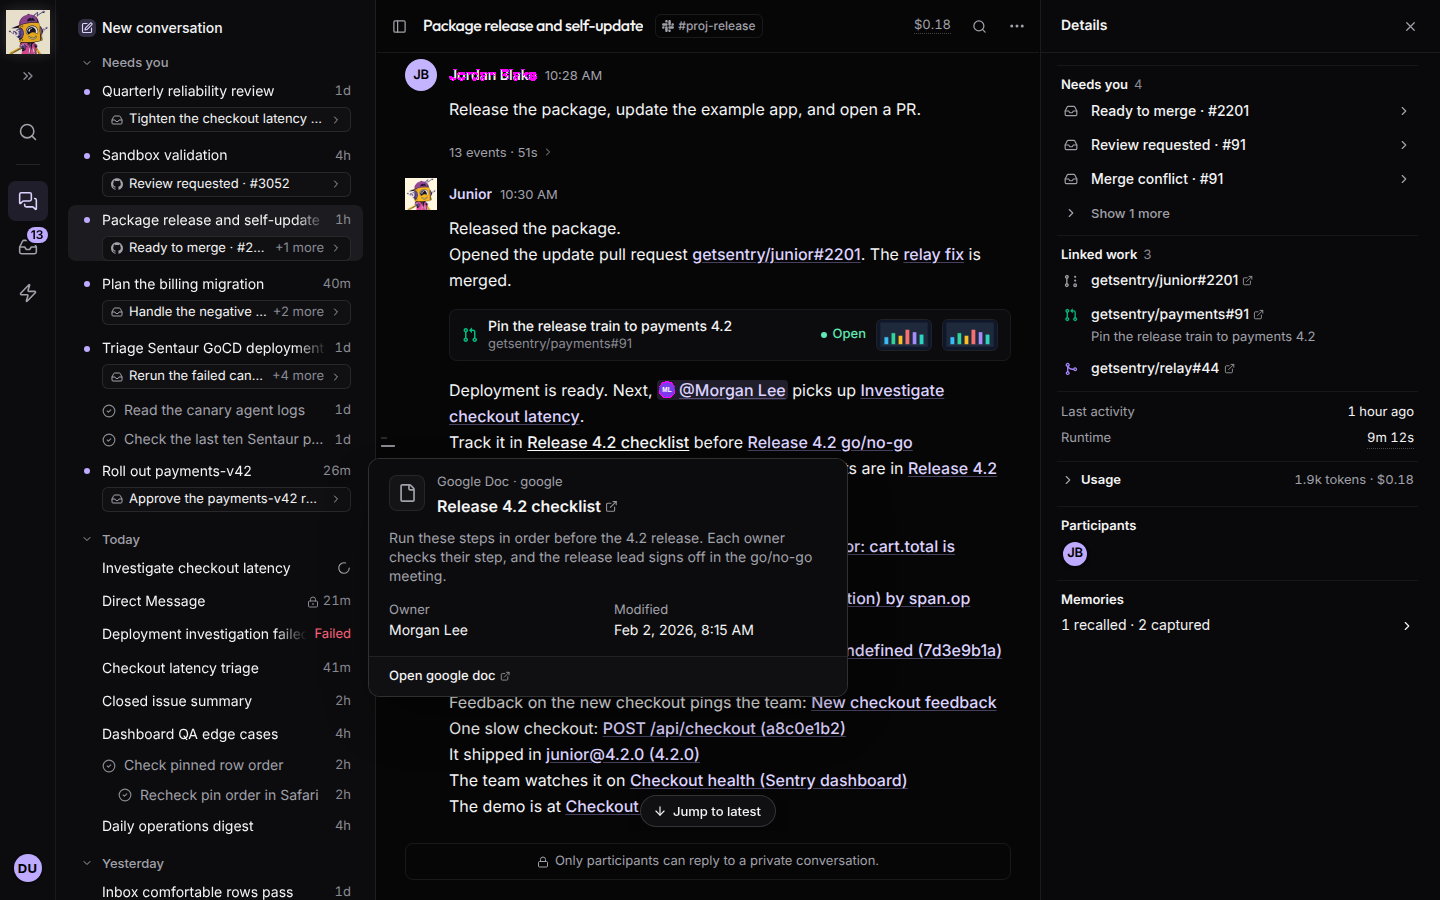 New conversation
Needs you
Quarterly reliability review 1d
Tighten the checkout latency ...
Sandbox validation 4h
Review requested · #3052
Package release and self-update 1h
Ready to merge · #2... +1 more
13
Plan the billing migration 40m
Handle the negative ... +2 more
Triage Sentaur GoCD deployment 1d
Rerun the failed can... +4 more
Read the canary agent logs 1d
Check the last ten Sentaur p... 1d
Roll out payments-v42 26m
Approve the payments-v42 r...
Today
Investigate checkout latency
Direct Message 21m
Deployment investigation failed Failed
Checkout latency triage 41m
Closed issue summary 2h
Dashboard QA edge cases 4h
Check pinned row order 2h
Recheck pin order in Safari 2h
Daily operations digest 4h
Yesterday
Inbox comfortable rows pass 1d
DU
Package release and self-update #proj-release $0.18
JB Jordan Blake 10:28 AM
Release the package, update the example app, and open a PR.
13 events · 51s
Junior 10:30 AM
Released the package.
Opened the update pull request getsentry/junior#2201. The relay fix is
merged.
Pin the release train to payments 4.2
getsentry/payments#91
Open
Deployment is ready. Next, ML @Morgan Lee picks up Investigate
checkout latency.
Track it in Release 4.2 checklist before Release 4.2 go/no-go
s are in Release 4.2
Google Doc · google
Release 4.2 checklist
Run these steps in order before the 4.2 release. Each owner
checks their step, and the release lead signs off in the go/no-go
meeting.
Owner Modified
Morgan Lee Feb 2, 2026, 8:15 AM
Open google doc
or: cart.total is
tion) by span.op
ndefined (7d3e9b1a)
Feedback on the new checkout pings the team: New checkout feedback
One slow checkout: POST /api/checkout (a8c0e1b2)
It shipped in junior@4.2.0 (4.2.0)
The team watches it on Checkout health (Sentry dashboard)
The demo is at Checkout
Jump to latest
Only participants can reply to a private conversation.
Details
Needs you 4
Ready to merge · #2201
Review requested · #91
Merge conflict · #91
Show 1 more
Linked work 3
getsentry/junior#2201
getsentry/payments#91
Pin the release train to payments 4.2
getsentry/relay#44
Last activity 1 hour ago
Runtime 9m 12s
Usage 1.9k tokens · $0.18
Participants
JB
Memories
1 recalled · 2 captured